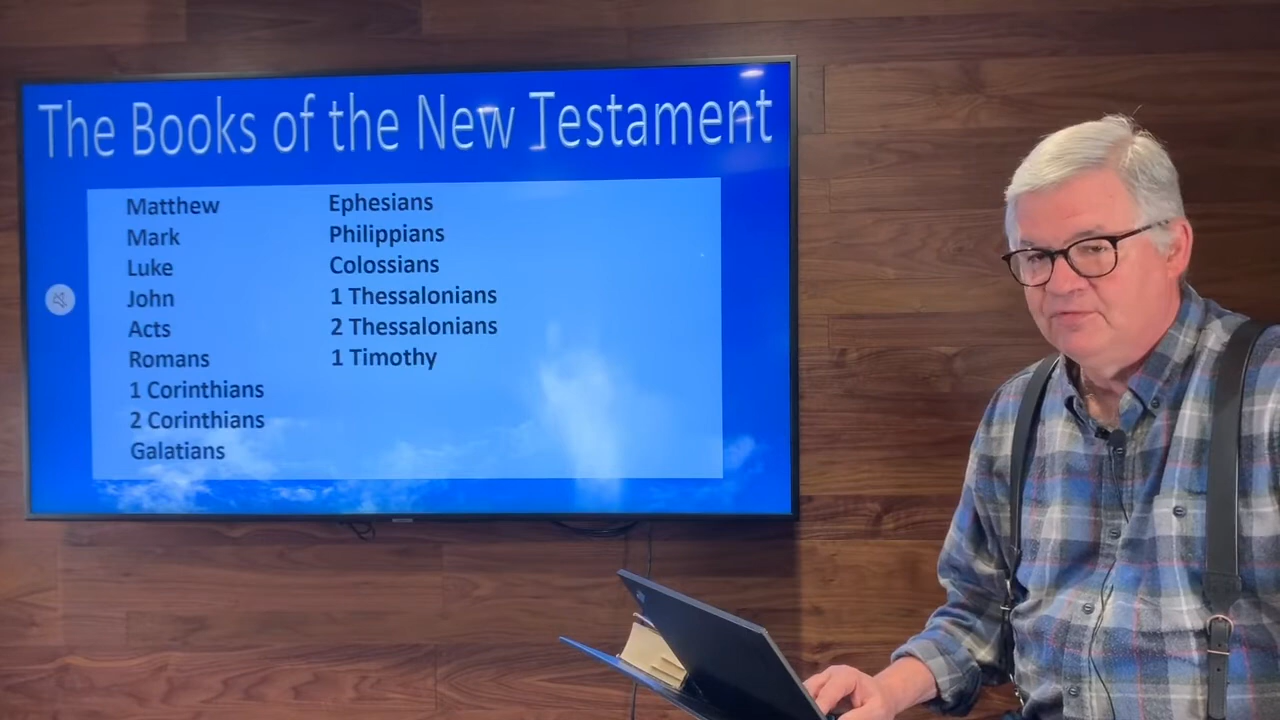 The Books of the New Testament
Matthew
Mark
Luke
John
Acts
Romans
1 Corinthians
2 Corinthians
Galatians
Ephesians
Philippians
Colossians
1 Thessalonians
2 Thessalonians
1 Timothy